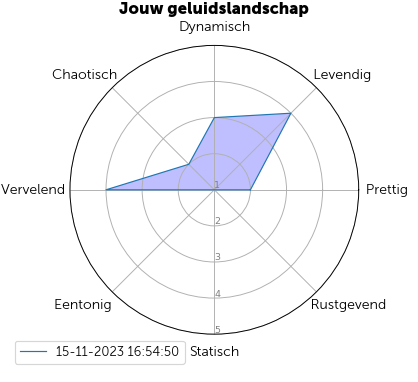 Jouw geluidslandschap
Dynamisch
Chaotisch
Levendig
Vervelend
Prettig
1
2
3
4
5
Eentonig
Rustgevend
15-11-2023 16:54:50
Statisch